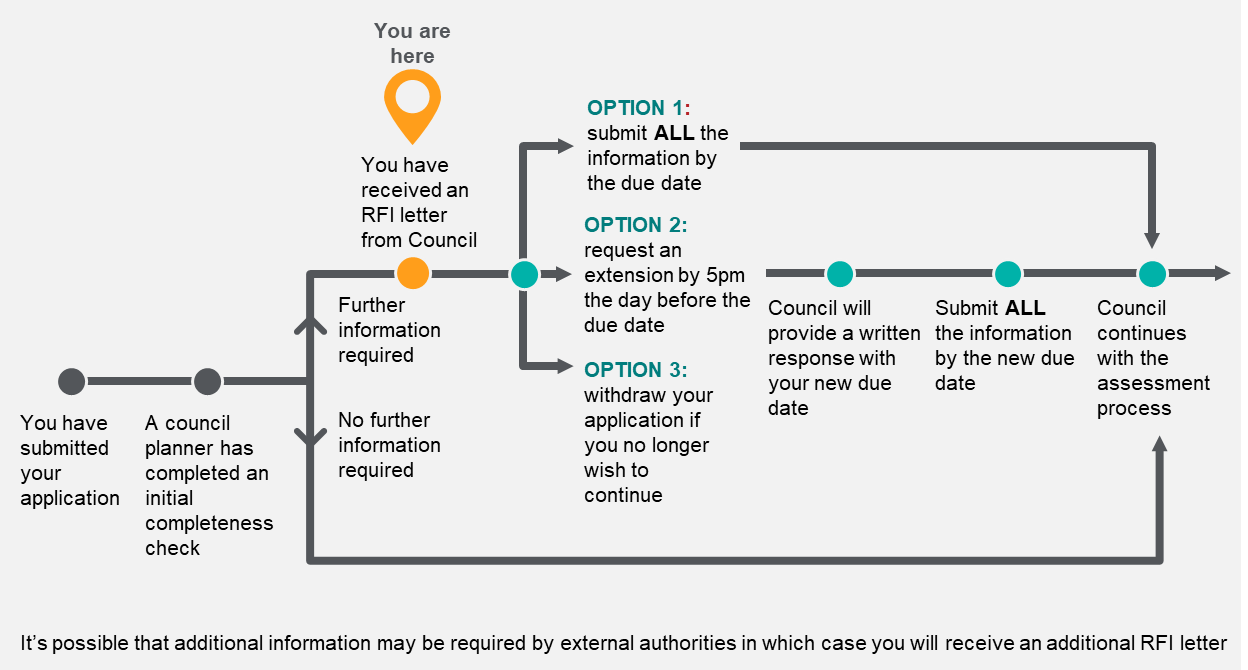 You are
here
You have
received an
RFI letter
from Council
Further
information
required
You have
submitted
your
application
A council
planner has
completed an
initial
completeness
check
No further
information
required
OPTION 1:
submit ALL the
information by
the due date
OPTION 2:
request an
extension by 5pm
the day before the
due date
OPTION 3:
withdraw your
application if
you no longer
wish to
continue
Council will
provide a written
response with
your new due
date
Submit ALL
the information
by the new due
date
Council
continues
with the
assessment
process
It’s possible that additional information may be required by external authorities in which case you will receive an additional RFI letter